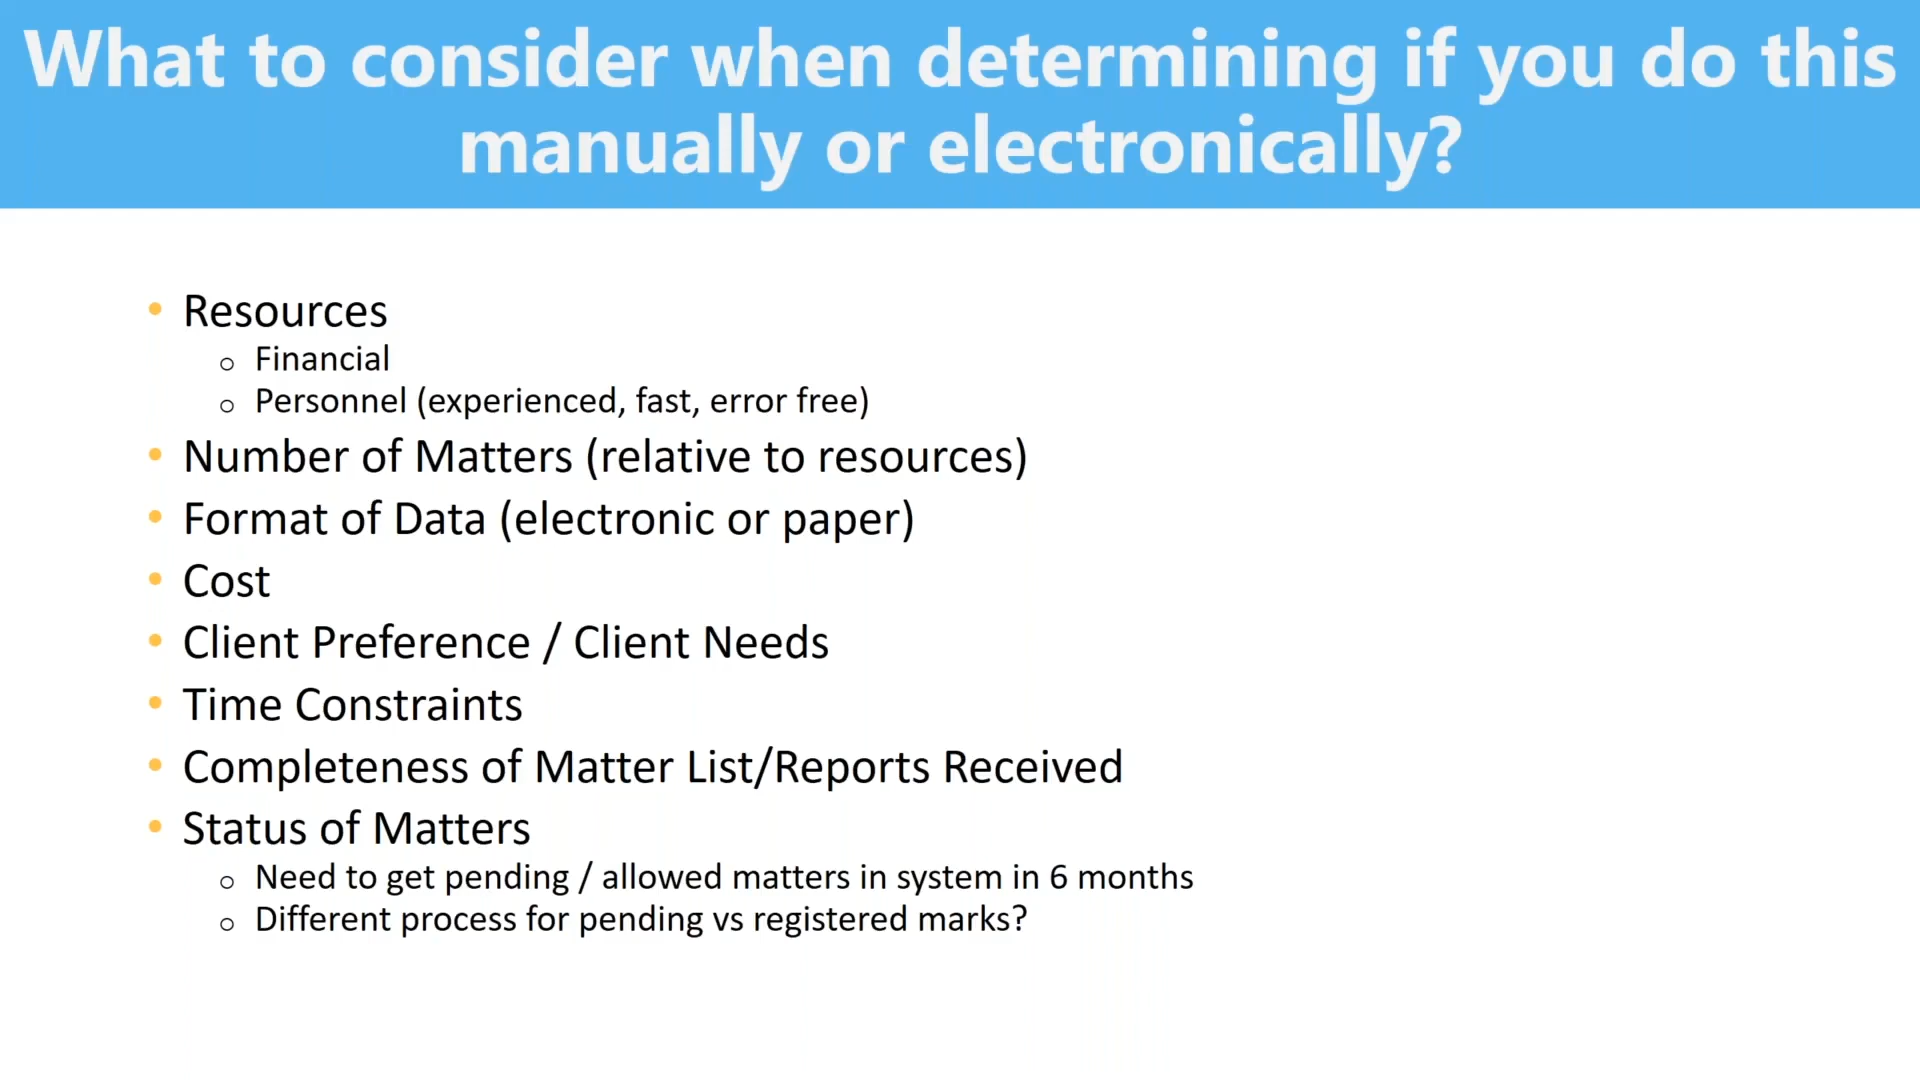 What to consider when determining if you do this
manually or electronically?
• Resources
o Financial
o Personnel (experienced, fast, error free)
• Number of Matters (relative to resources)
• Format of Data (electronic or paper)
• Cost
• Client Preference / Client Needs
• Time Constraints
• Completeness of Matter List/Reports Received
• Status of Matters
o Need to get pending / allowed matters in system in 6 months
o Different process for pending vs registered marks?